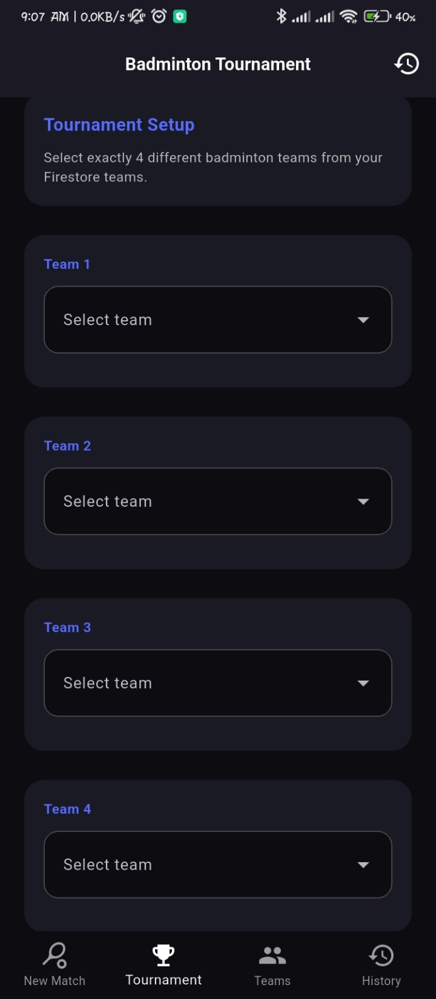 9:07 AM | 0.0KB/s 40%
Badminton Tournament
Tournament Setup
Select exactly 4 different badminton teams from your
Firestore teams.
Team 1
Select team
Team 2
Select team
Team 3
Select team
Team 4
Select team
New Match Tournament Teams History